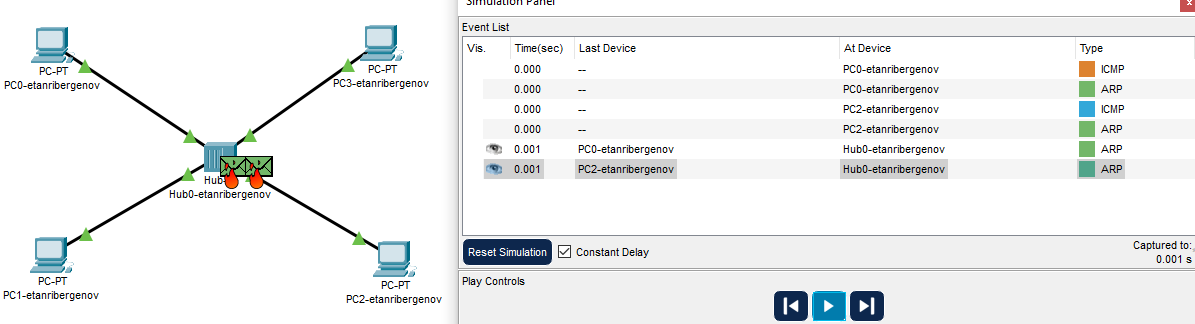 Simulation Panel
Event List
Vis. Time(sec) Last Device At Device Type
0.000 -- PC0-etanribergenov ICMP
0.000 -- PC0-etanribergenov ARP
0.000 -- PC2-etanribergenov ICMP
0.000 -- PC2-etanribergenov ARP
0.001 PC0-etanribergenov Hub0-etanribergenov ARP
0.001 PC2-etanribergenov Hub0-etanribergenov ARP
Reset Simulation Constant Delay
Captured to:
0.001 s
Play Controls
PC-PT
PC0-etanribergenov
PC-PT
PC3-etanribergenov
Hub0-etanribergenov
PC-PT
PC1-etanribergenov
PC-PT
PC2-etanribergenov